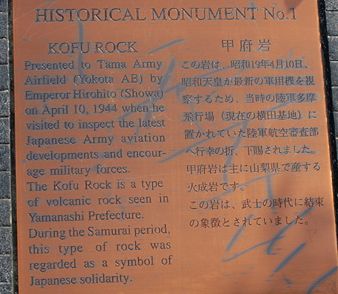 HISTORICAL MONUMENT No.1
KOFU ROCK
Presented to Tama Army
Airfield (Yokota AB) by
Emperor Hirohito (Showa)
on April 10, 1944 when he
visited to inspect the latest
Japanese Army aviation
developments and encour-
age military forces.
The Kofu Rock is a type
of volcanic rock seen in
Yamanashi Prefecture.
During the Samurai period,
this type of rock was
regarded as a symbol of
Japanese solidarity.
甲府岩
この岩は、昭和19年4月10日、
昭和天皇が最新の軍用機を視
察するため、当時の陸軍多摩
飛行場（現在の横田基地）に
置かれていた陸軍航空審査部
へ行幸の折、下賜されました。
甲府岩は主に山梨県で産する
火成岩です。
この岩は、武士の時代に結束
の象徴とされていました。